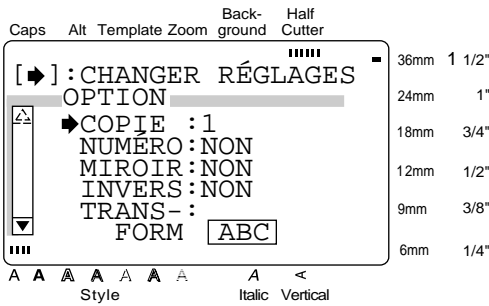 Caps Alt Template Zoom Back-ground Half Cutter
[➡]:CHANGER RÉGLAGES
OPTION
➡COPIE :1
NUMÉRO:NON
MIROIR:NON
INVERS:NON
TRANS-:
FORM ABC
36mm 1 1/2"
24mm 1"
18mm 3/4"
12mm 1/2"
9mm 3/8"
6mm 1/4"
A A A A A A A A A
Style Italic Vertical